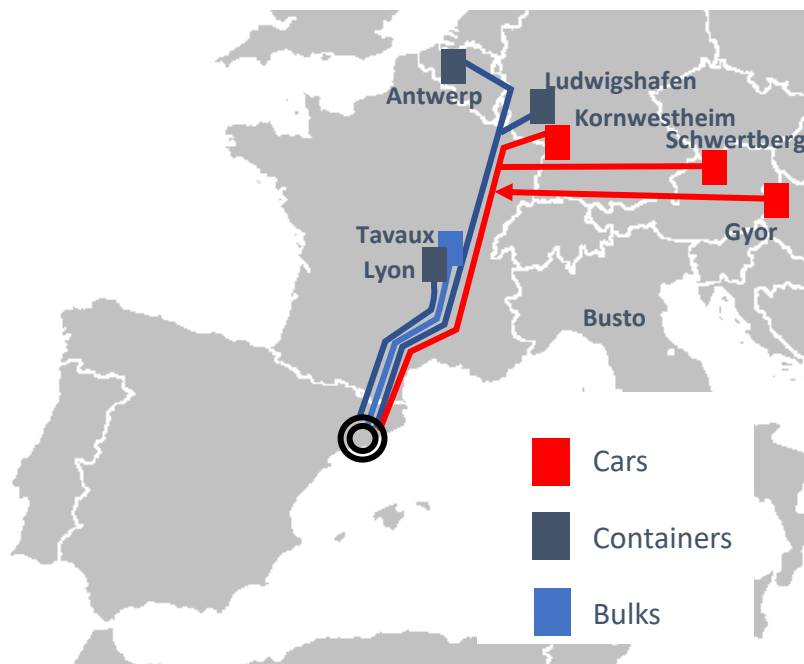 Ludwigshafen
Antwerp
Kornwestheim
Schwertberg
Tavaux
Gyor
Lyon
Busto
Cars
Containers
Bulks